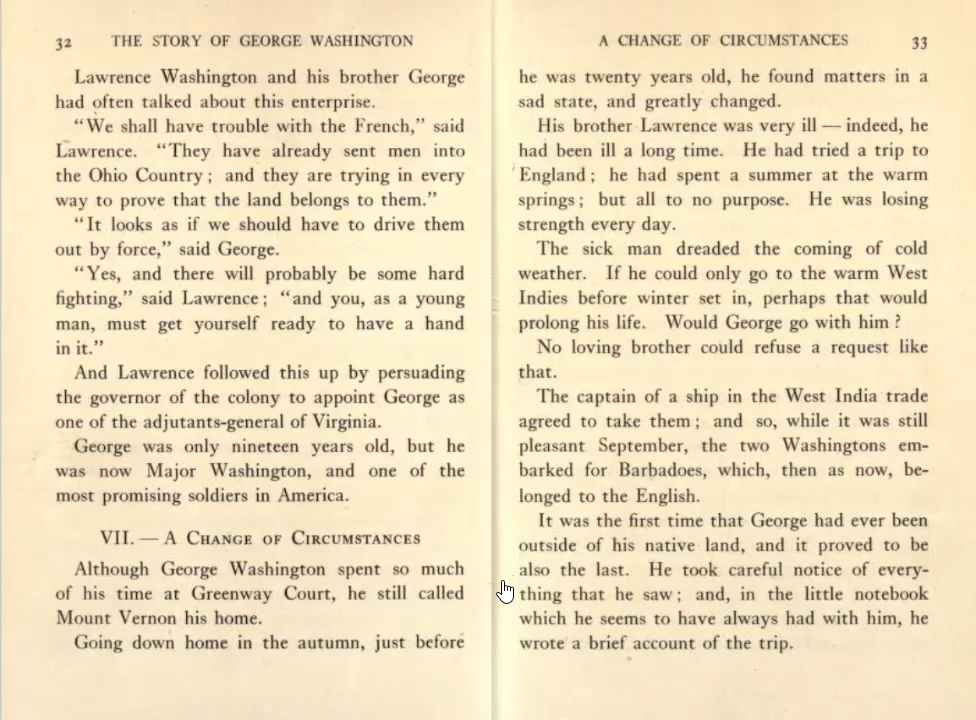 32 THE STORY OF GEORGE WASHINGTON
Lawrence Washington and his brother George
had often talked about this enterprise.
“We shall have trouble with the French,” said
Lawrence. “They have already sent men into
the Ohio Country; and they are trying in every
way to prove that the land belongs to them.”
“It looks as if we should have to drive them
out by force,” said George.
“Yes, and there will probably be some hard
fighting,” said Lawrence; “and you, as a young
man, must get yourself ready to have a hand
in it.”
And Lawrence followed this up by persuading
the governor of the colony to appoint George as
one of the adjutants-general of Virginia.
George was only nineteen years old, but he
was now Major Washington, and one of the
most promising soldiers in America.
VII. — A CHANGE OF CIRCUMSTANCES
Although George Washington spent so much
of his time at Greenway Court, he still called
Mount Vernon his home.
Going down home in the autumn, just before
A CHANGE OF CIRCUMSTANCES 33
he was twenty years old, he found matters in a
sad state, and greatly changed.
His brother Lawrence was very ill — indeed, he
had been ill a long time. He had tried a trip to
England; he had spent a summer at the warm
springs; but all to no purpose. He was losing
strength every day.
The sick man dreaded the coming of cold
weather. If he could only go to the warm West
Indies before winter set in, perhaps that would
prolong his life. Would George go with him?
No loving brother could refuse a request like
that.
The captain of a ship in the West India trade
agreed to take them; and so, while it was still
pleasant September, the two Washingtons em-
barked for Barbadoes, which, then as now, be-
longed to the English.
It was the first time that George had ever been
outside of his native land, and it proved to be
also the last. He took careful notice of every-
thing that he saw; and, in the little notebook
which he seems to have always had with him, he
wrote a brief account of the trip.